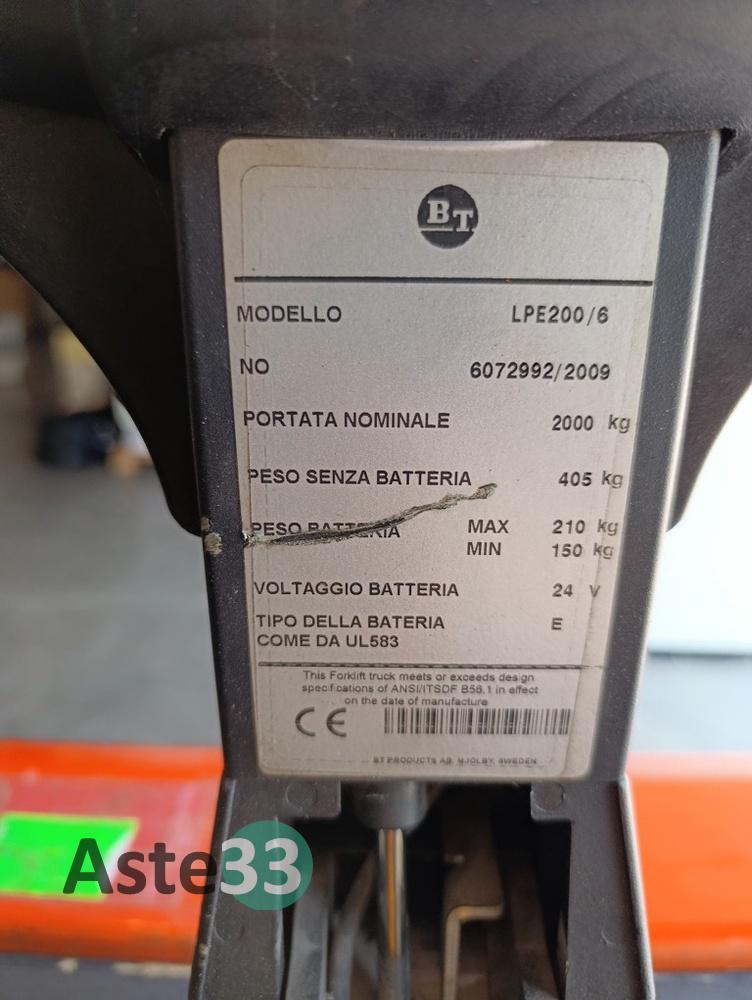 BT
MODELLO LPE200/6
NO 6072992/2009
PORTATA NOMINALE 2000 kg
PESO SENZA BATTERIA 405 kg
PESO BATTERIA MAX 210 kg
MIN 150 kg
VOLTAGGIO BATTERIA 24 V
TIPO DELLA BATERIA E
COME DA UL583
This Forklift truck meets or exceeds design
specifications of ANSI/ITSDF B56.1 in effect
on the date of manufacture
CE
BT PRODUCTS AB, MJOLBY, SWEDEN
Aste33